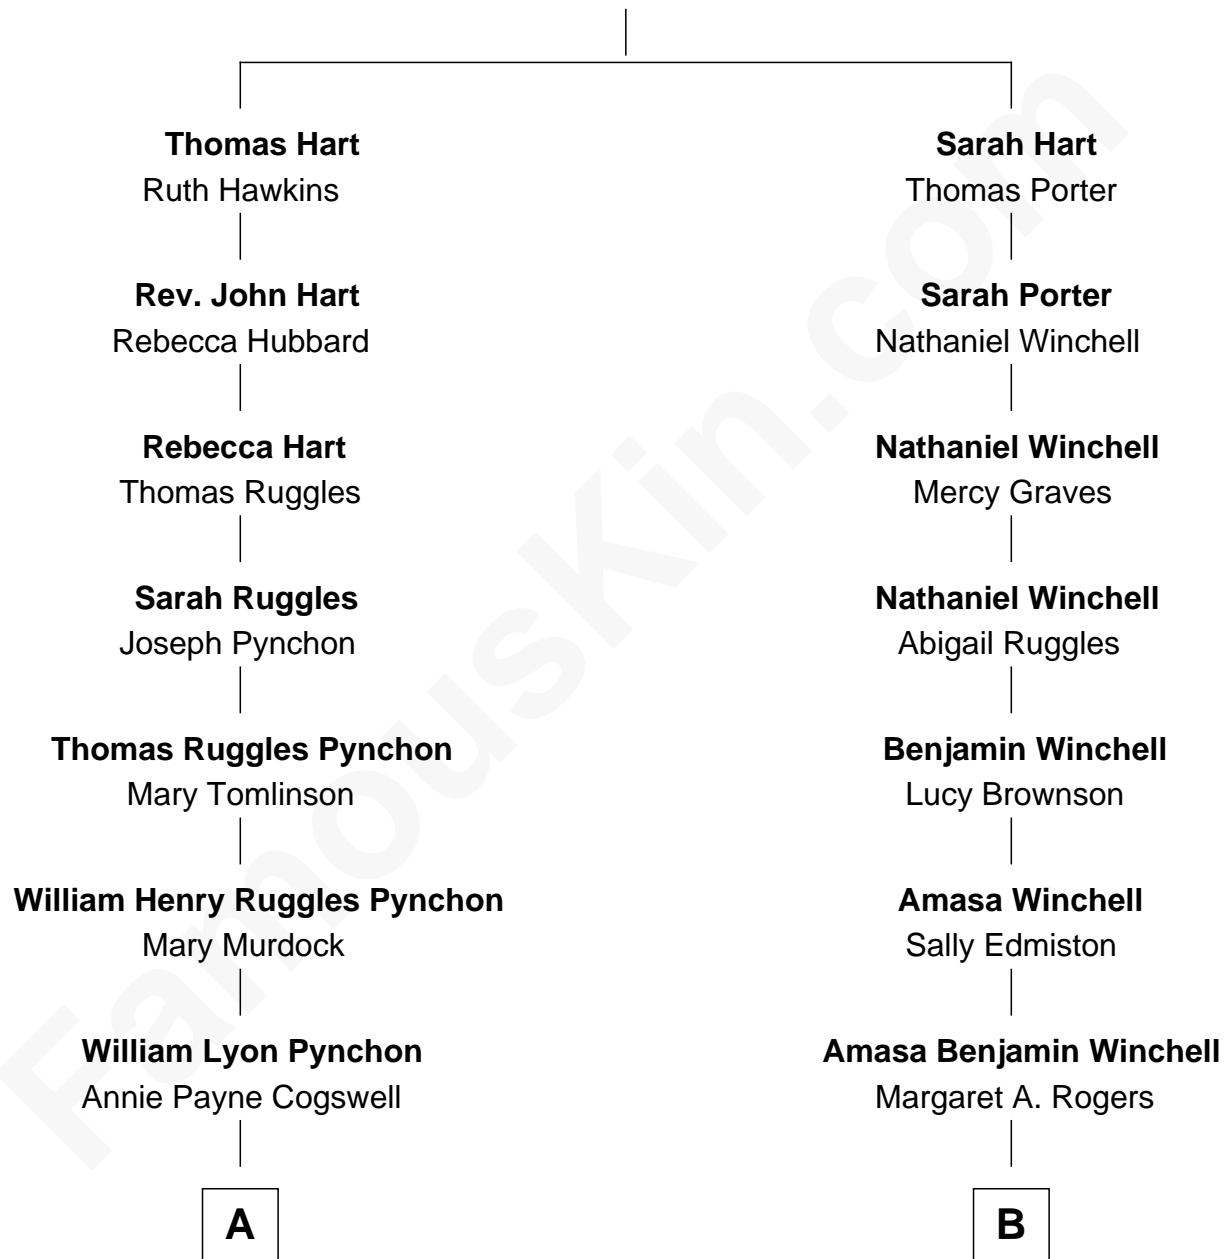 Thomas Hart
Ruth Hawkins
Rev. John Hart
Rebecca Hubbard
Rebecca Hart
Thomas Ruggles
Sarah Ruggles
Joseph Pynchon
Thomas Ruggles Pynchon
Mary Tomlinson
William Henry Ruggles Pynchon
Mary Murdock
William Lyon Pynchon
Annie Payne Cogswell
A
Sarah Hart
Thomas Porter
Sarah Porter
Nathaniel Winchell
Nathaniel Winchell
Mercy Graves
Nathaniel Winchell
Abigail Ruggles
Benjamin Winchell
Lucy Brownson
Amasa Winchell
Sally Edmiston
Amasa Benjamin Winchell
Margaret A. Rogers
B
FamousKin.com